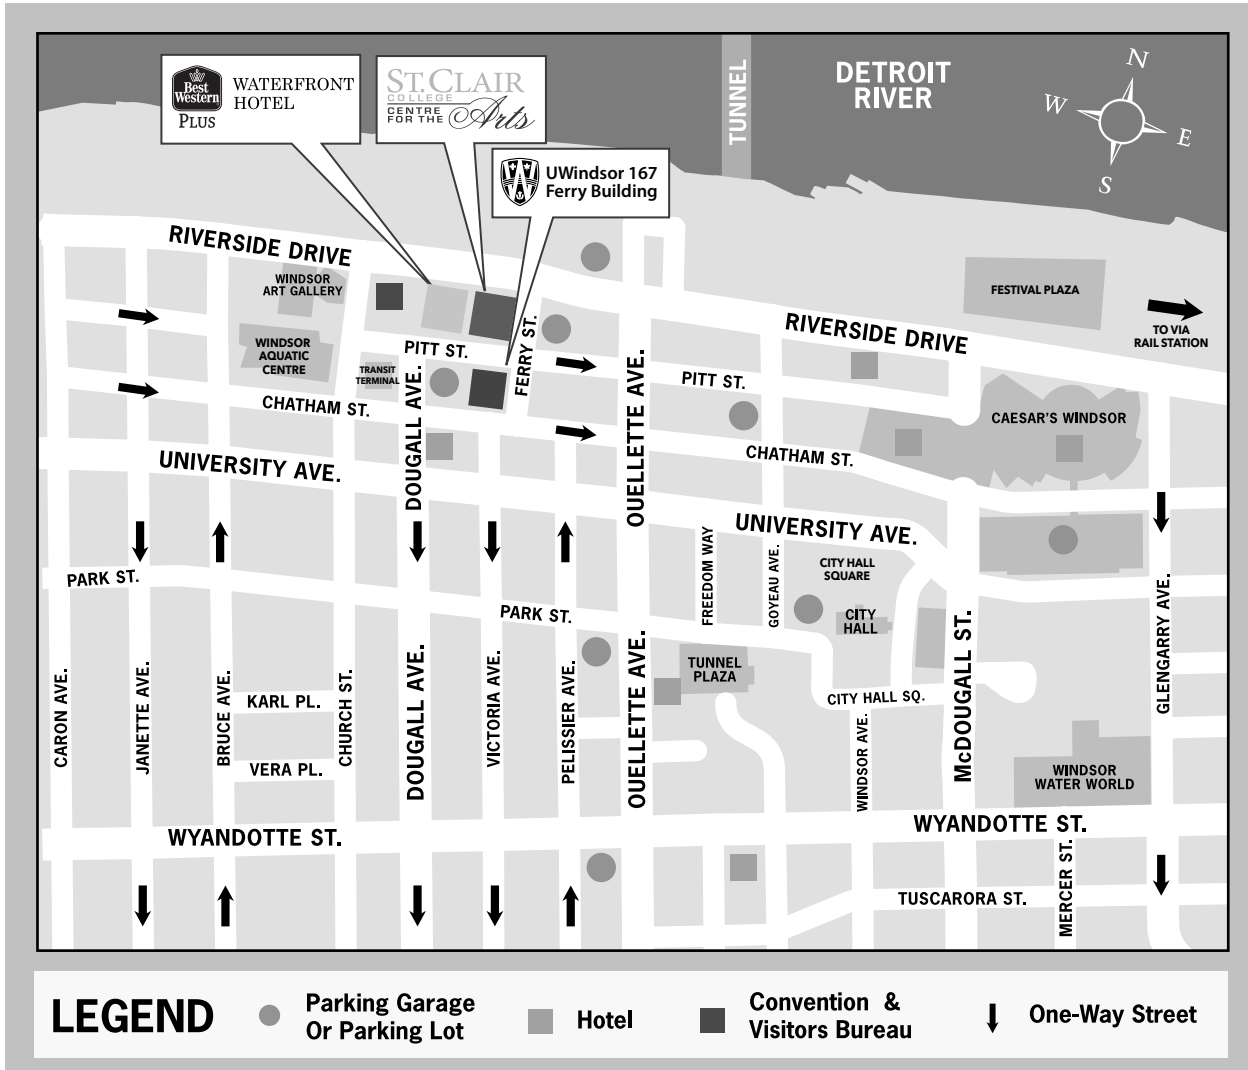 Best
Western
PLUS
WATERFRONT
HOTEL
ST. CLAIR
COLLEGE
CENTRE
FOR THE
Arts
UWindsor 167
Ferry Building
TUNNEL
DETROIT
RIVER
N
W
E
S
RIVERSIDE DRIVE
WINDSOR
ART GALLERY
WINDSOR
AQUATIC
CENTRE
TRANSIT
TERMINAL
PITT ST.
FERRY ST.
CHATHAM ST.
UNIVERSITY AVE.
DOUGALL AVE.
OUELLETTE AVE.
RIVERSIDE DRIVE
FESTIVAL PLAZA
TO VIA
RAIL STATION
PITT ST.
CAESAR'S WINDSOR
CHATHAM ST.
UNIVERSITY AVE.
FREEDOM WAY
GOYEAU AVE.
CITY HALL
SQUARE
CITY
HALL
PARK ST.
PARK ST.
TUNNEL
PLAZA
CITY HALL SQ.
CARON AVE.
JANETTE AVE.
BRUCE AVE.
KARL PL.
VERA PL.
CHURCH ST.
DOUGALL AVE.
VICTORIA AVE.
PELISSIER AVE.
OUELLETTE AVE.
WINDSOR AVE.
McDOUGALL ST.
GLENGARRY AVE.
WINDSOR
WATER WORLD
WYANDOTTE ST.
WYANDOTTE ST.
TUSCARORA ST.
MERCER ST.
LEGEND
Parking Garage
Or Parking Lot
Hotel
Convention &
Visitors Bureau
One-Way Street